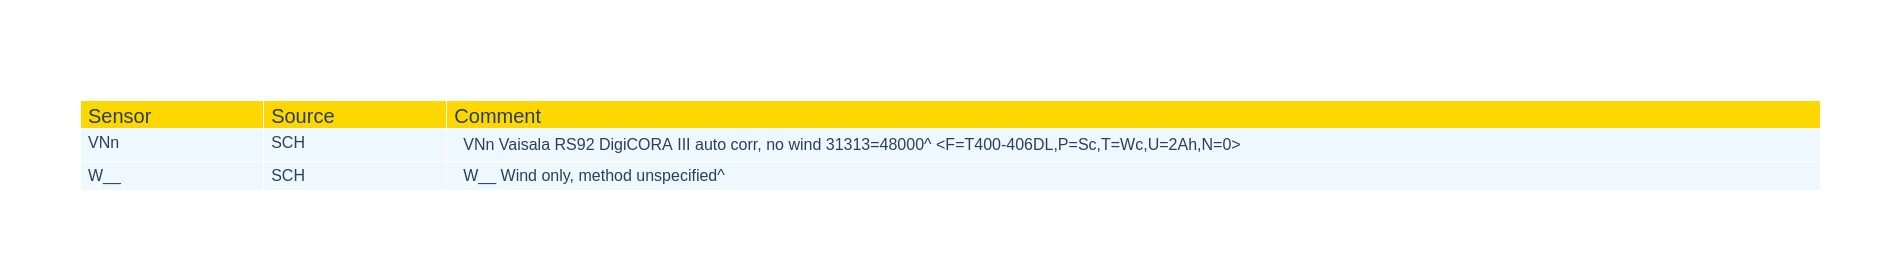 Sensor Source Comment
VNn SCH VNn Vaisala RS92 DigiCORA III auto corr, no wind 31313=48000^ <F=T400-406DL,P=Sc,T=Wc,U=2Ah,N=0>
W__ SCH W__ Wind only, method unspecified^